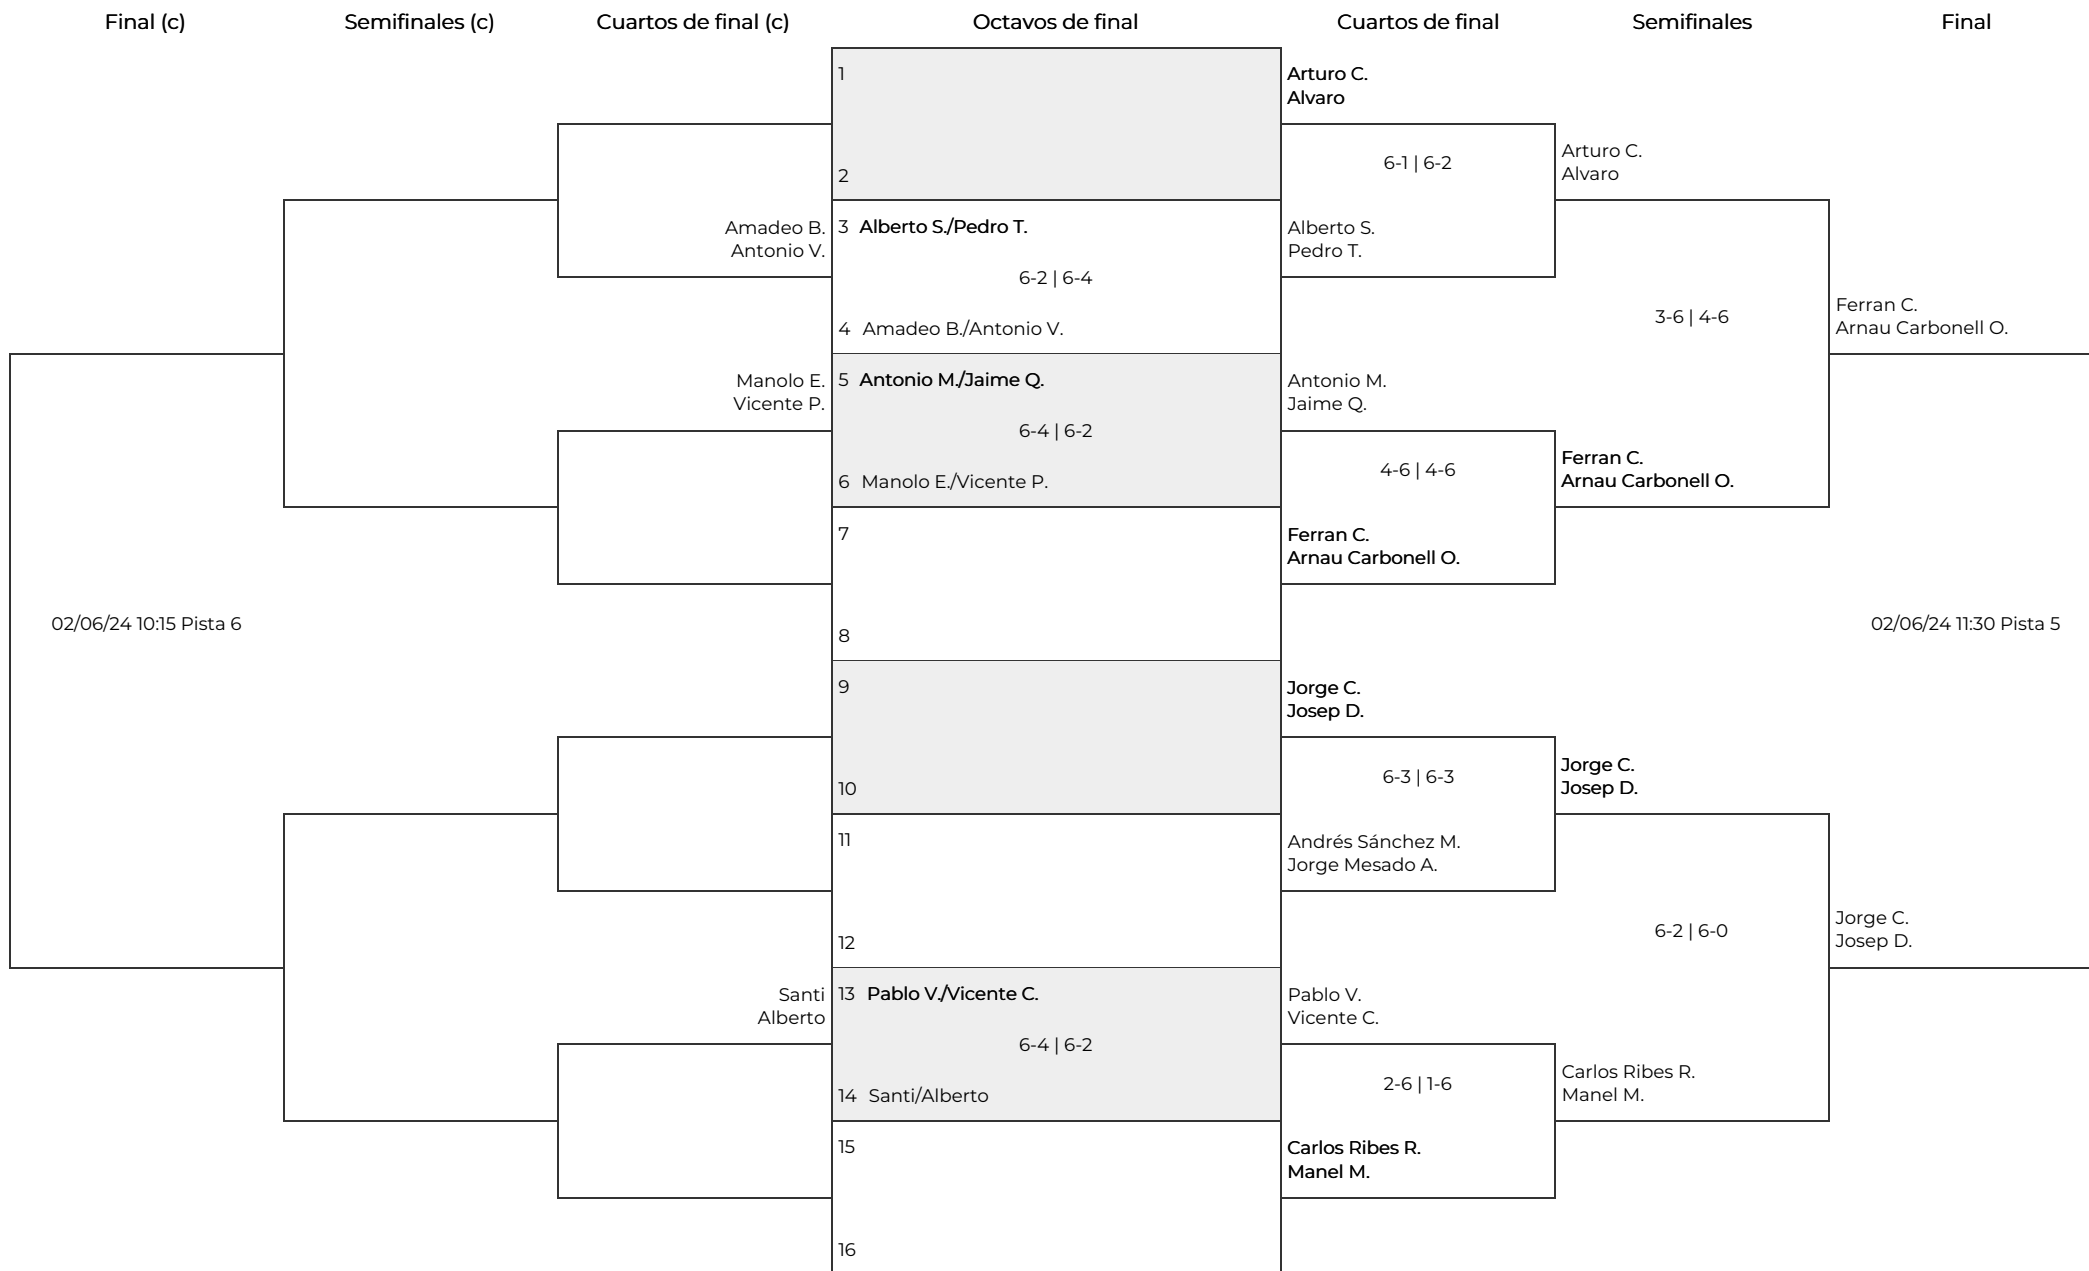 Final (c)
Semifinales (c)
Cuartos de final (c)
Octavos de final
Cuartos de final
Semifinales
Final
02/06/24 10:15 Pista 6
Amadeo B.
Antonio V.
Manolo E.
Vicente P.
Santi
Alberto
1
2
3 Alberto S./Pedro T.
6-2 | 6-4
4 Amadeo B./Antonio V.
5 Antonio M./Jaime Q.
6-4 | 6-2
6 Manolo E./Vicente P.
7
8
9
10
11
12
13 Pablo V./Vicente C.
6-4 | 6-2
14 Santi/Alberto
15
16
Arturo C.
Alvaro
6-1 | 6-2
Alberto S.
Pedro T.
Antonio M.
Jaime Q.
4-6 | 4-6
Ferran C.
Arnau Carbonell O.
Jorge C.
Josep D.
6-3 | 6-3
Andrés Sánchez M.
Jorge Mesado A.
Pablo V.
Vicente C.
2-6 | 1-6
Carlos Ribes R.
Manel M.
Arturo C.
Alvaro
3-6 | 4-6
Ferran C.
Arnau Carbonell O.
Jorge C.
Josep D.
6-2 | 6-0
Carlos Ribes R.
Manel M.
Ferran C.
Arnau Carbonell O.
02/06/24 11:30 Pista 5
Jorge C.
Josep D.